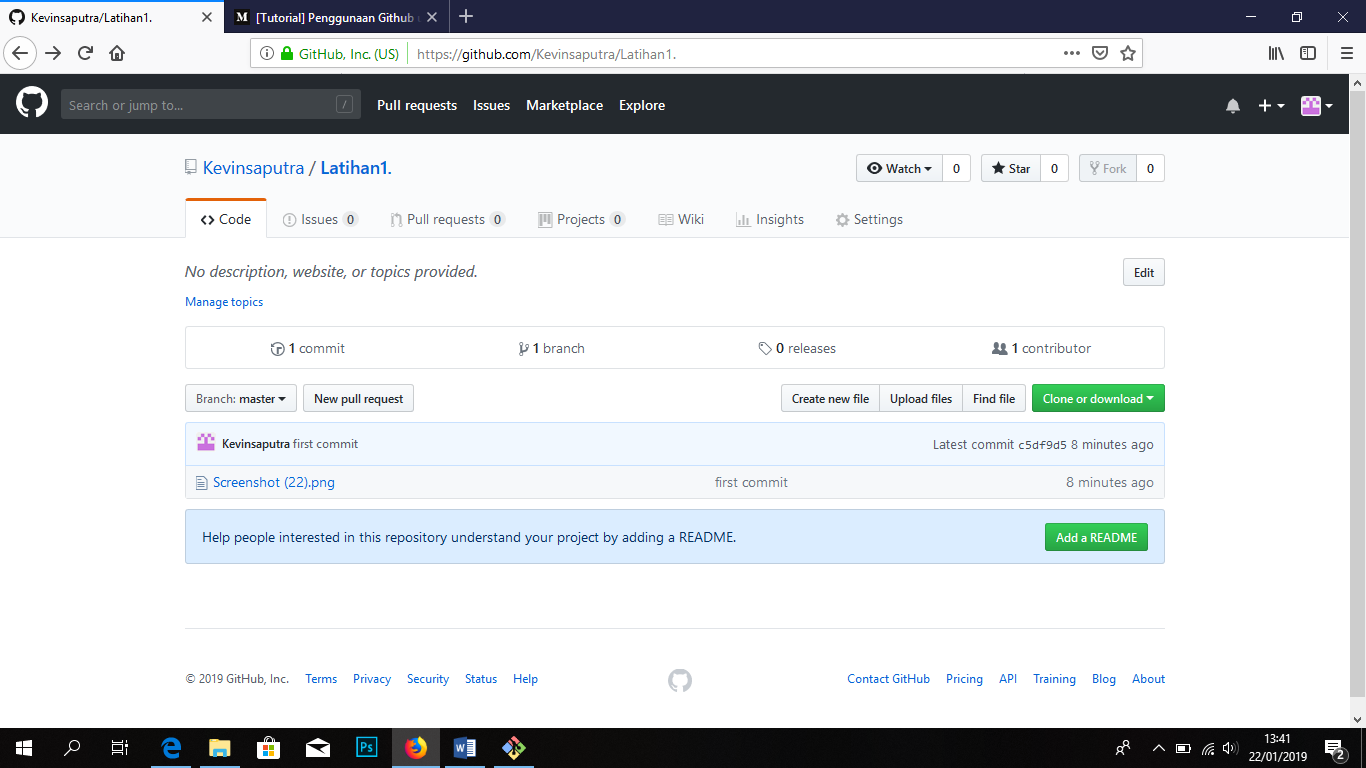 Kevinsaputra/Latihan1.
M [Tutorial] Penggunaan Github
GitHub, Inc. (US) https://github.com/Kevinsaputra/Latihan1.
Search or jump to... / Pull requests Issues Marketplace Explore
Kevinsaputra / Latihan1.
Watch 0 Star 0 Fork 0
Code Issues 0 Pull requests 0 Projects 0 Wiki Insights Settings
No description, website, or topics provided. Edit
Manage topics
1 commit 1 branch 0 releases 1 contributor
Branch: master New pull request Create new file Upload files Find file Clone or download
Kevinsaputra first commit Latest commit c5df9d5 8 minutes ago
Screenshot (22).png first commit 8 minutes ago
Help people interested in this repository understand your project by adding a README. Add a README
© 2019 GitHub, Inc. Terms Privacy Security Status Help Contact GitHub Pricing API Training Blog About
Ps
13:41
22/01/2019
2